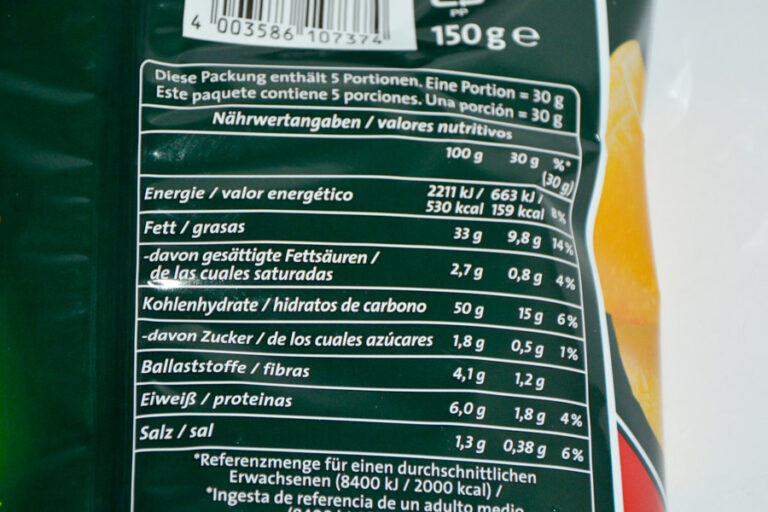 4 003586 107374
PP
150 g e
Diese Packung enthält 5 Portionen. Eine Portion = 30 g
Este paquete contiene 5 porciones. Una porción = 30 g
Nährwertangaben / valores nutritivos
100 g 30 g %*
(30 g)
Energie / valor energético 2211 kJ / 663 kJ /
530 kcal 159 kcal 8%
Fett / grasas 33 g 9,8 g 14%
-davon gesättigte Fettsäuren /
de las cuales saturadas 2,7 g 0,8 g 4%
Kohlenhydrate / hidratos de carbono 50 g 15 g 6%
-davon Zucker / de los cuales azúcares 1,8 g 0,5 g 1%
Ballaststoffe / fibras 4,1 g 1,2 g
Eiweiß / proteinas 6,0 g 1,8 g 4%
Salz / sal 1,3 g 0,38 g 6%
*Referenzmenge für einen durchschnittlichen
Erwachsenen (8400 kJ / 2000 kcal) /
*Ingesta de referencia de un adulto medio